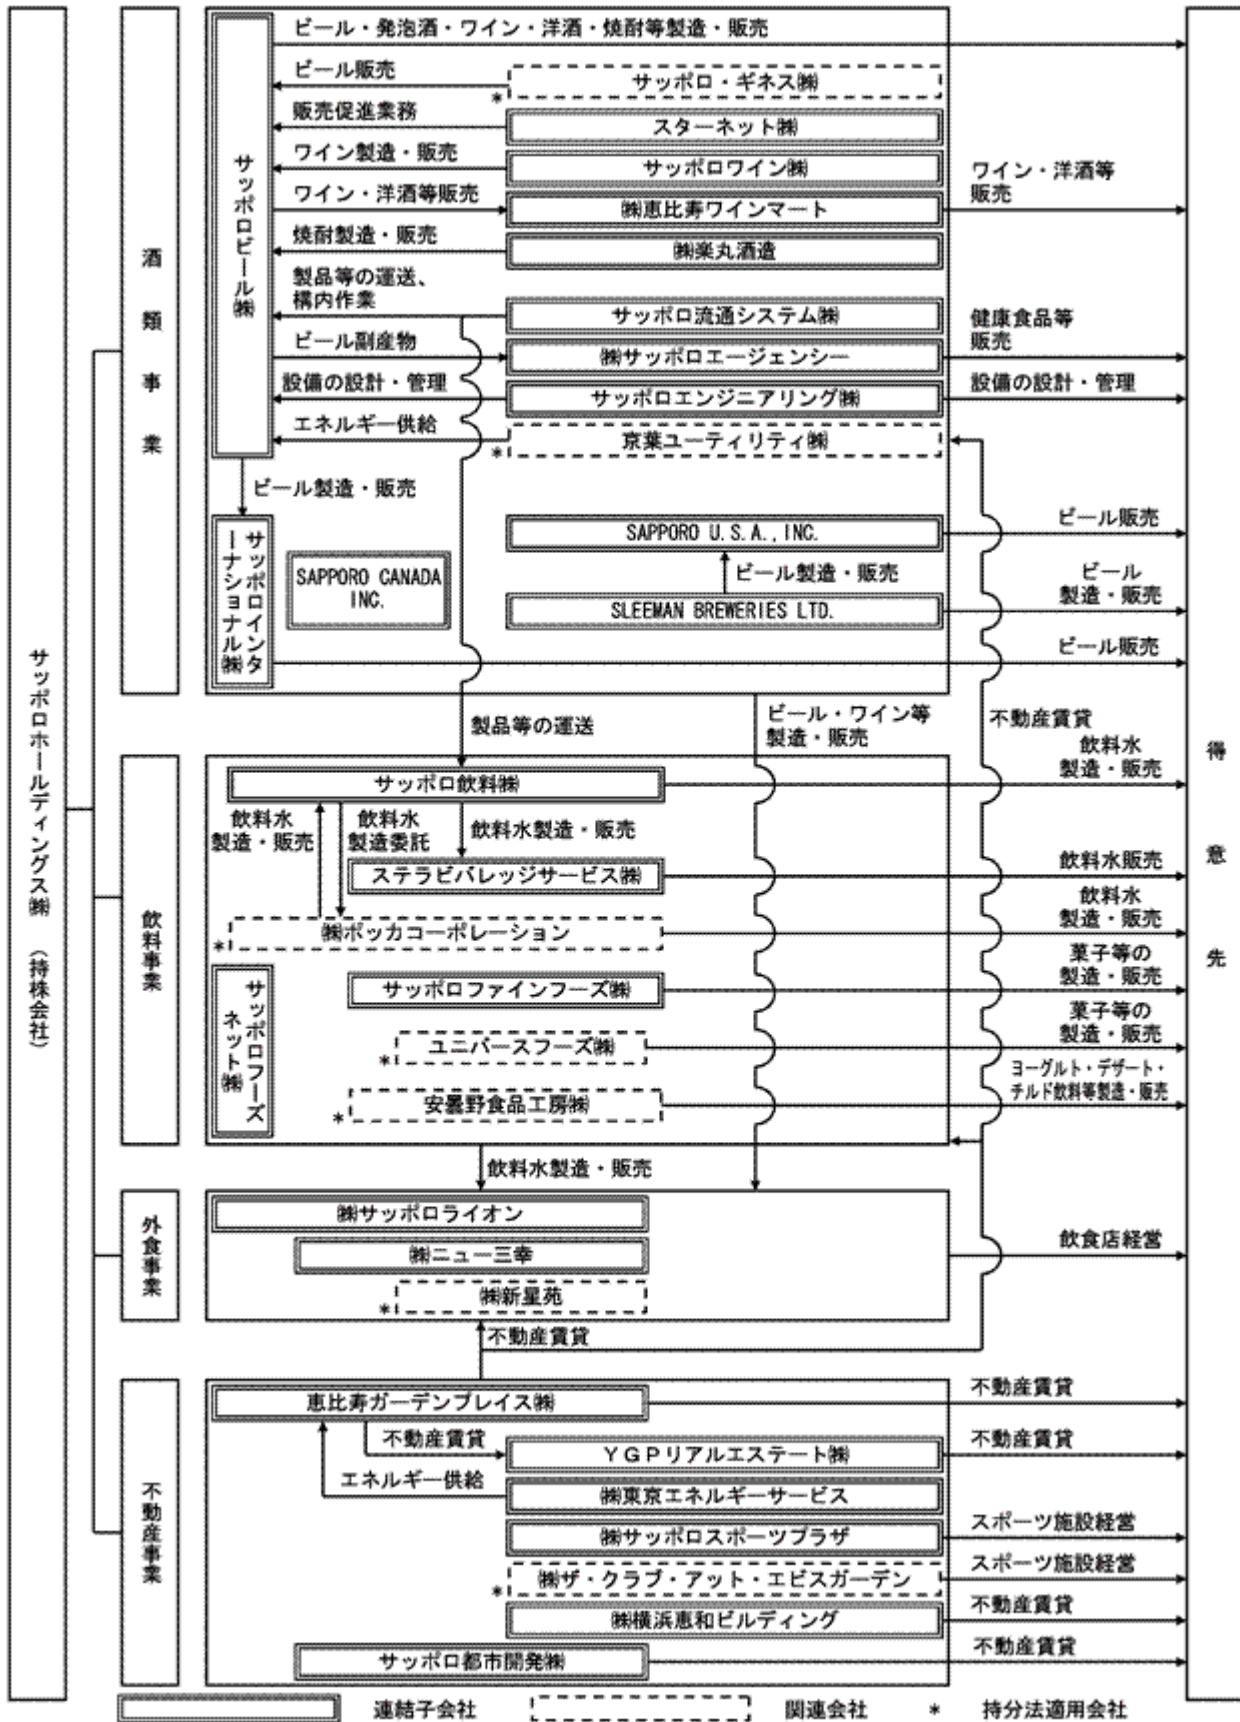 サッポロホールディングス㈱ （持株会社）
酒類事業
サッポロビール㈱
ビール・発泡酒・ワイン・洋酒・焼酎等製造・販売
ビール販売
* サッポロ・ギネス㈱
販売促進業務
スターネット㈱
ワイン製造・販売
サッポロワイン㈱
ワイン・洋酒等販売
㈱恵比寿ワインマート
ワイン・洋酒等
販売
焼酎製造・販売
㈱楽丸酒造
製品等の運送、
構内作業
サッポロ流通システム㈱
ビール副産物
㈱サッポロエージェンシー
健康食品等
販売
設備の設計・管理
サッポロエンジニアリング㈱
設備の設計・管理
エネルギー供給
* 京葉ユーティリティ㈱
ビール製造・販売
サッポロインタ
ーナショナル㈱
SAPPORO CANADA
INC.
SAPPORO U.S.A., INC.
ビール販売
ビール製造・販売
SLEEMAN BREWERIES LTD.
ビール
製造・販売
ビール販売
製品等の運送
ビール・ワイン等
製造・販売
不動産賃貸
得意先
飲料事業
サッポロ飲料㈱
飲料水
製造・販売
飲料水
製造・販売
飲料水
製造委託
飲料水製造・販売
ステラビバレッジサービス㈱
飲料水販売
* ㈱ポッカコーポレーション
飲料水
製造・販売
サッポロフーズ
ネット㈱
サッポロファインフーズ㈱
菓子等の
製造・販売
* ユニバースフーズ㈱
菓子等の
製造・販売
* 安曇野食品工房㈱
ヨーグルト・デザート・
チルド飲料等製造・販売
飲料水製造・販売
外食事業
㈱サッポロライオン
㈱ニュー三幸
* ㈱新星苑
飲食店経営
不動産賃貸
不動産事業
恵比寿ガーデンプレイス㈱
不動産賃貸
不動産賃貸
YGPリアルエステート㈱
不動産賃貸
エネルギー供給
㈱東京エネルギーサービス
㈱サッポロスポーツプラザ
スポーツ施設経営
* ㈱ザ・クラブ・アット・エビスガーデン
スポーツ施設経営
㈱横浜恵和ビルディング
不動産賃貸
サッポロ都市開発㈱
不動産賃貸
連結子会社
関連会社
* 持分法適用会社